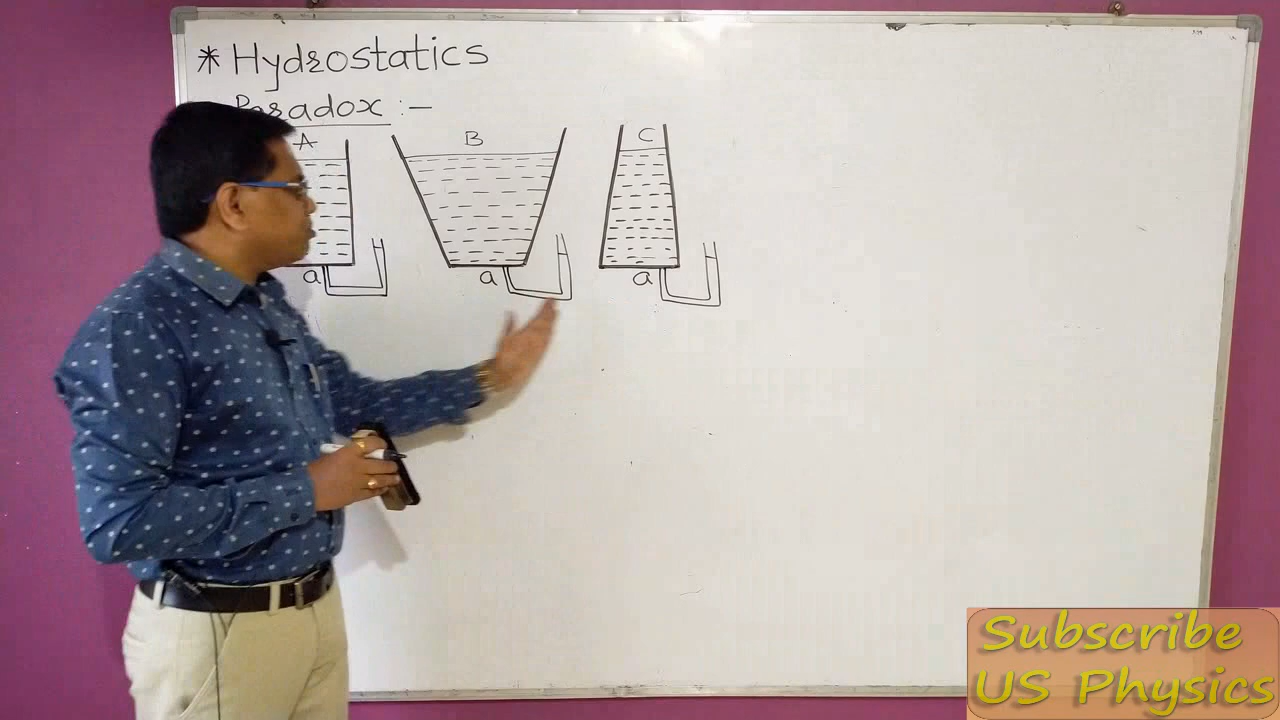 * Hydrostatics
Paradox :-
A
B
C
a
a
a
Subscribe
US Physics